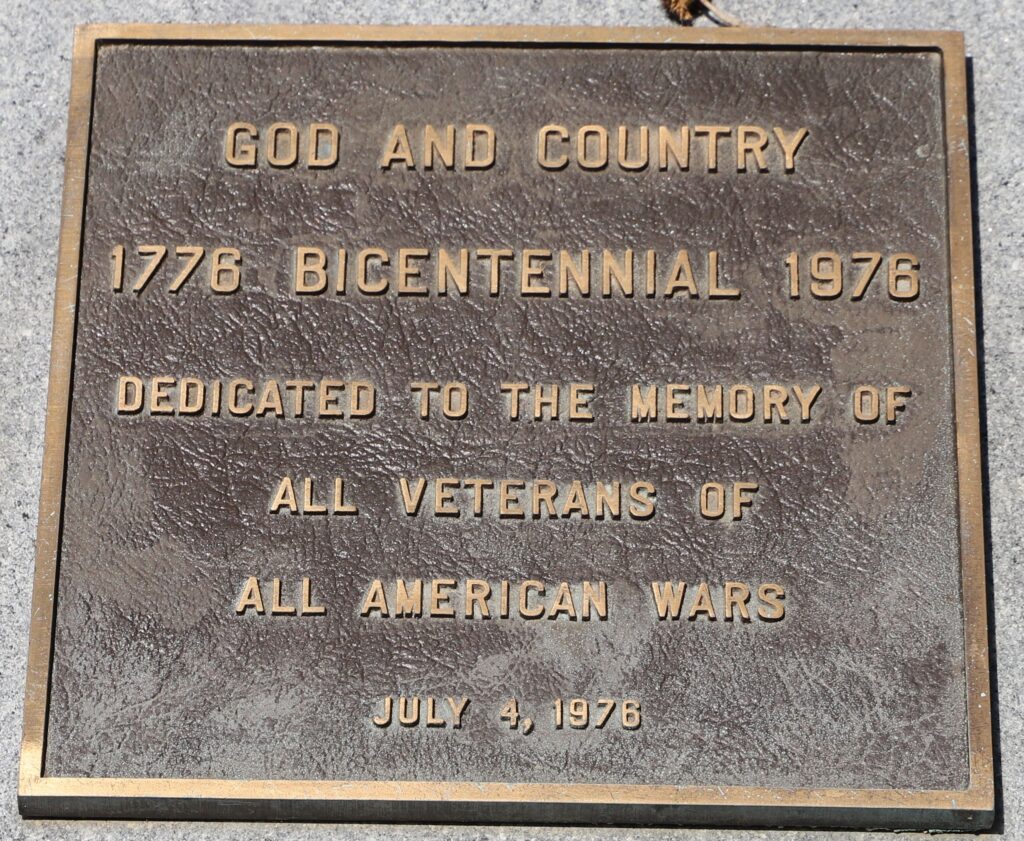 GOD AND COUNTRY
1776 BICENTENNIAL 1976
DEDICATED TO THE MEMORY OF
ALL VETERANS OF
ALL AMERICAN WARS
JULY 4, 1976